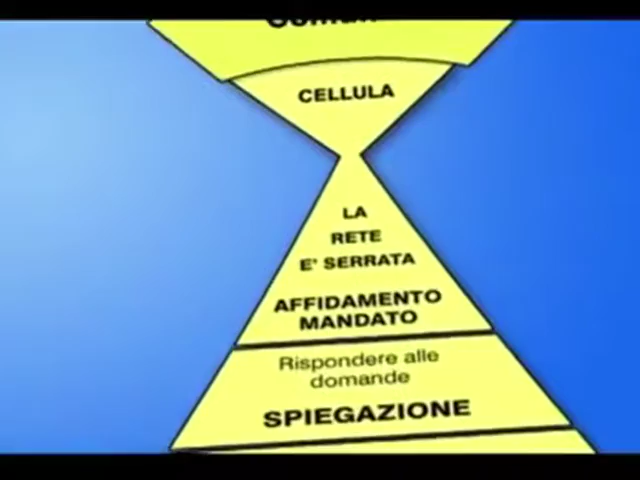 CELLULA
LA
RETE
E' SERRATA
AFFIDAMENTO
MANDATO
Rispondere alle
domande
SPIEGAZIONE